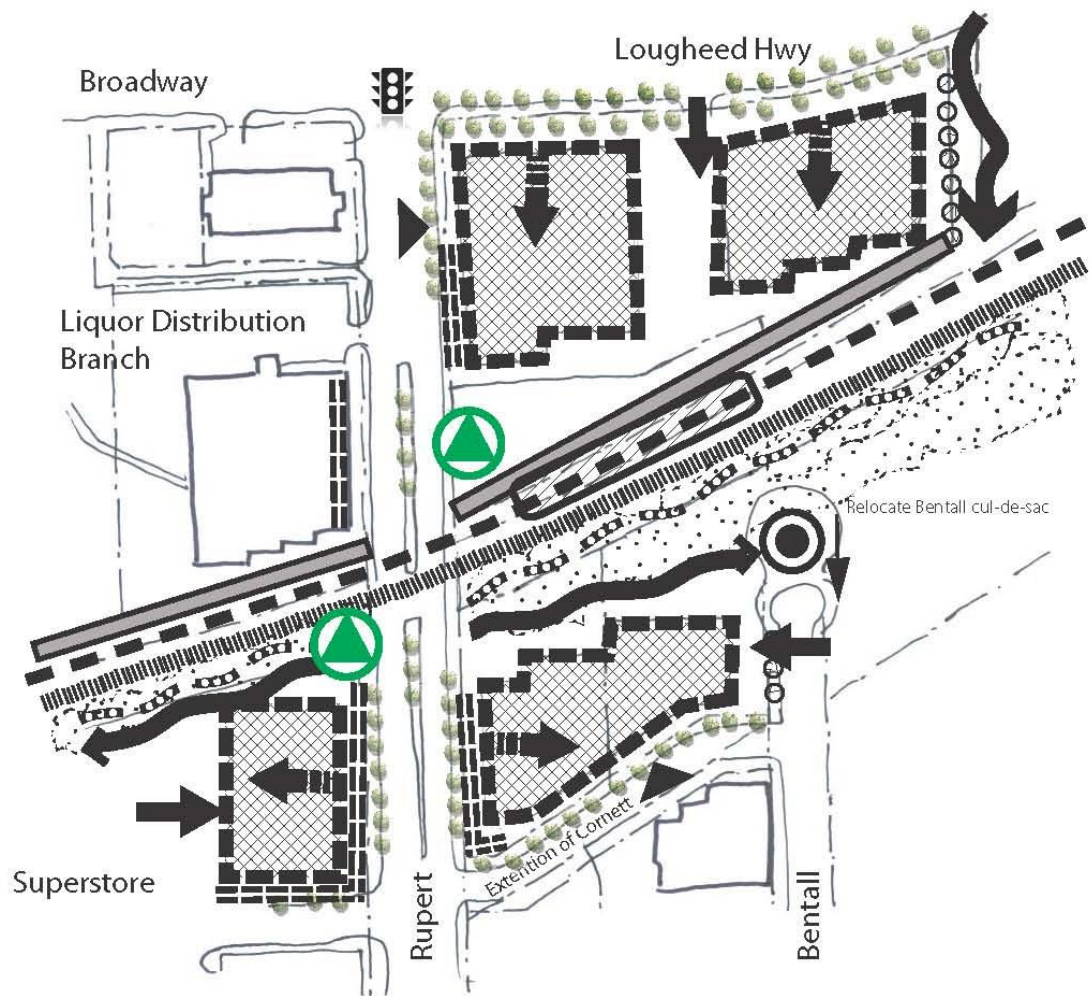 Broadway
Lougheed Hwy
Liquor Distribution
Branch
Relocate Bentall cul-de-sac
Extention of Cornett
Superstore
Rupert
Bentall